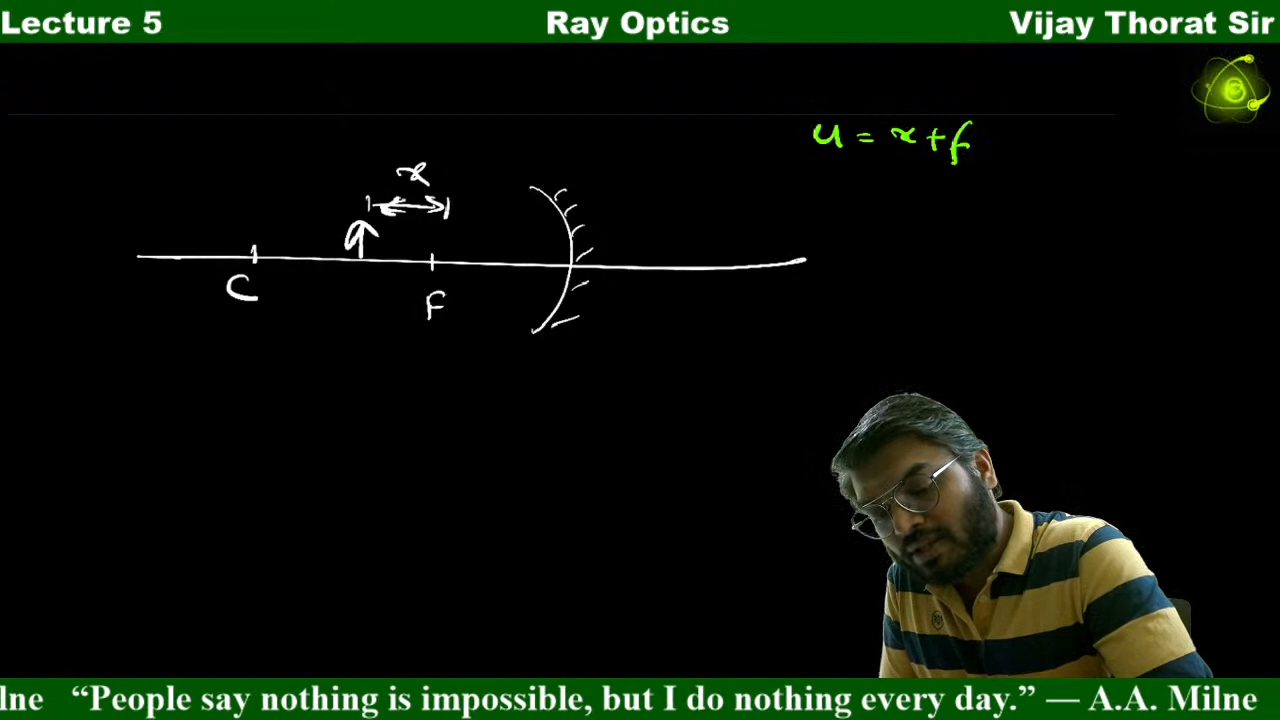 Lecture 5 Ray Optics Vijay Thorat Sir
u = x + f
x
C
F
lne “People say nothing is impossible, but I do nothing every day.” — A.A. Milne